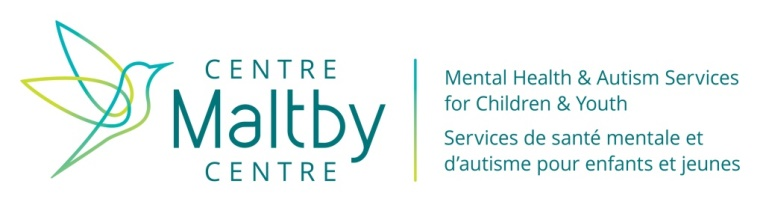 CENTRE
Maltby
CENTRE
Mental Health & Autism Services
for Children & Youth
Services de santé mentale et
d'autisme pour enfants et jeunes